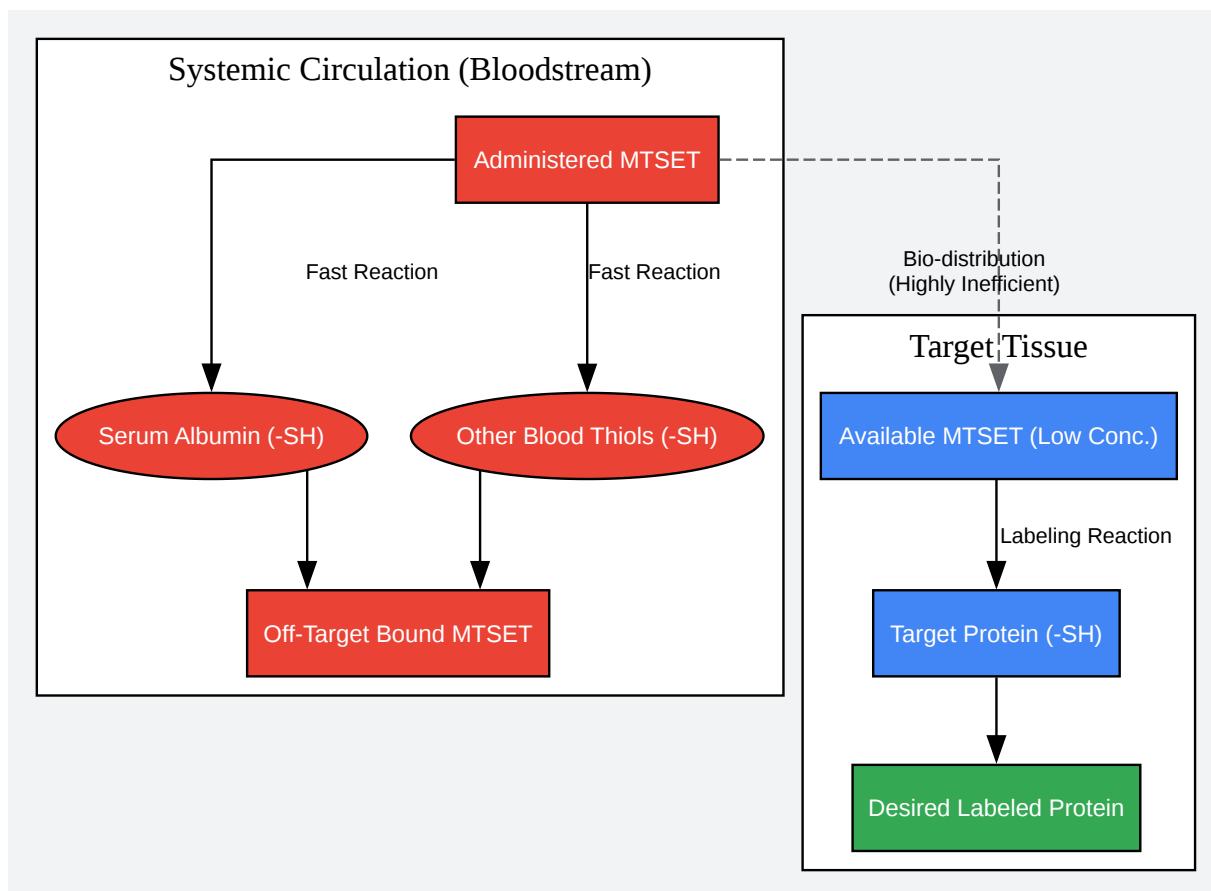 Systemic Circulation (Bloodstream)
Administered MTSET
Fast Reaction
Fast Reaction
Bio-distribution
(Highly Inefficient)
Target Tissue
Serum Albumin (-SH)
Other Blood Thiols (-SH)
Available MTSET (Low Conc.)
Labeling Reaction
Off-Target Bound MTSET
Target Protein (-SH)
Desired Labeled Protein